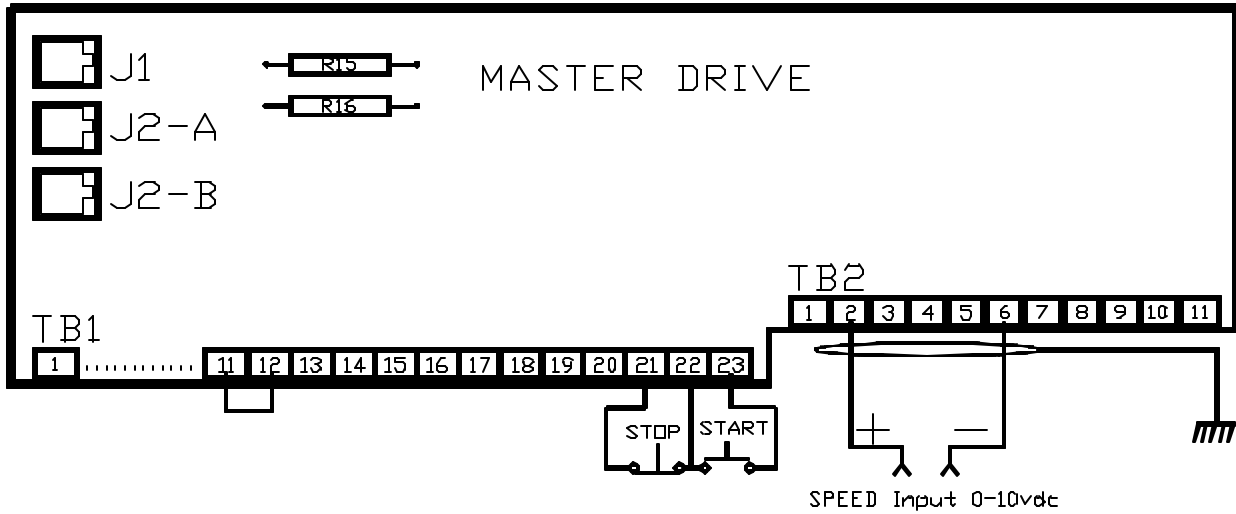 J1
R15
MASTER DRIVE
R16
J2-A
J2-B
TB2
1 2 3 4 5 6 7 8 9 10 11
TB1
1 ........... 11 12 13 14 15 16 17 18 19 20 21 22 23
STOP START
+ −
SPEED Input 0-10vdc